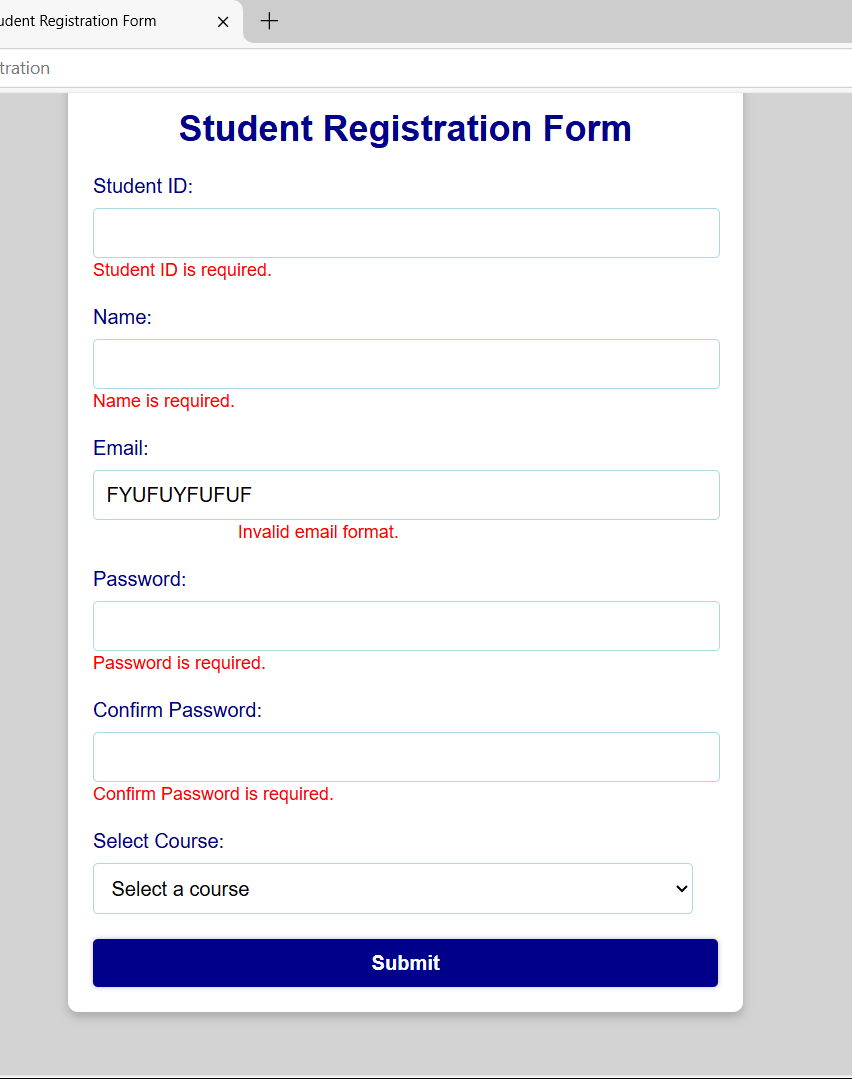 udent Registration Form
tration
Student Registration Form
Student ID:
Student ID is required.
Name:
Name is required.
Email:
FYUFUYFUFUF
Invalid email format.
Password:
Password is required.
Confirm Password:
Confirm Password is required.
Select Course:
Select a course
Submit